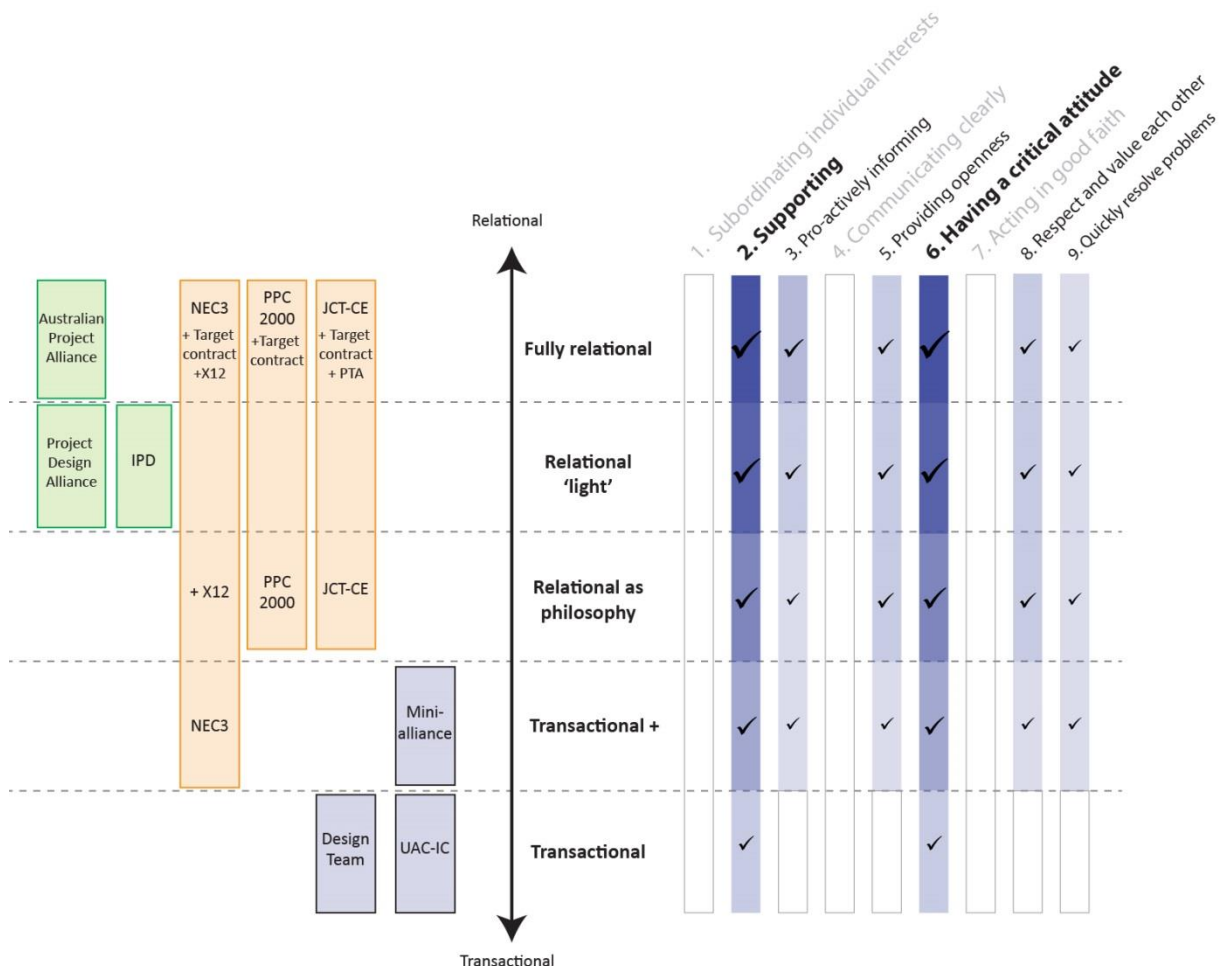 1. Subordinating individual interests
2. Supporting
3. Pro-actively informing
4. Communicating clearly
5. Providing openness
6. Having a critical attitude
7. Acting in good faith
8. Respect and value each other
9. Quickly resolve problems
Relational
Australian
Project
Alliance
NEC3
+ Target
contract
+X12
PPC
2000
+Target
contract
JCT-CE
+ Target
contract
+ PTA
Fully relational
Project
Design
Alliance
IPD
Relational
‘light’
+ X12
PPC
2000
JCT-CE
Relational as
philosophy
NEC3
Mini-
alliance
Transactional +
Design
Team
UAC-IC
Transactional
Transactional